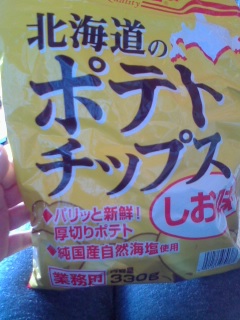 Quality
北海道の
ポテト
チップス
しお味
◆パリッと新鮮!
厚切りポテト
◆純国産自然海塩使用
業務用
330g